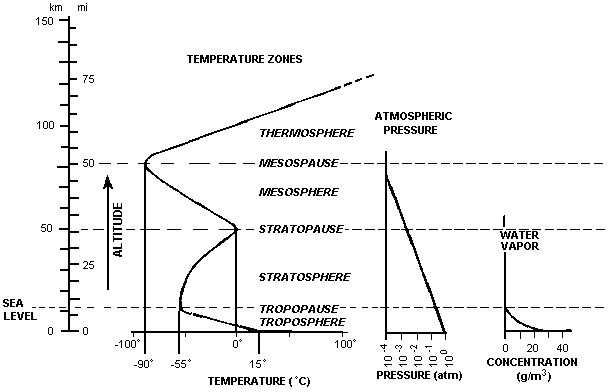 km mi
150
TEMPERATURE ZONES
75
ATMOSPHERIC
PRESSURE
100
THERMOSPHERE
50 MESOSPAUSE
MESOSPHERE
ALTITUDE
50 STRATOPAUSE
WATER
VAPOR
25
STRATOSPHERE
SEA
LEVEL
TROPOPAUSE
TROPOSPHERE
0 0
-100° 0° 100°
-90° -55° 15°
TEMPERATURE (°C)
10-4 10-3 10-2 10-1 100
PRESSURE (atm)
0 20 40
CONCENTRATION
(g/m3)